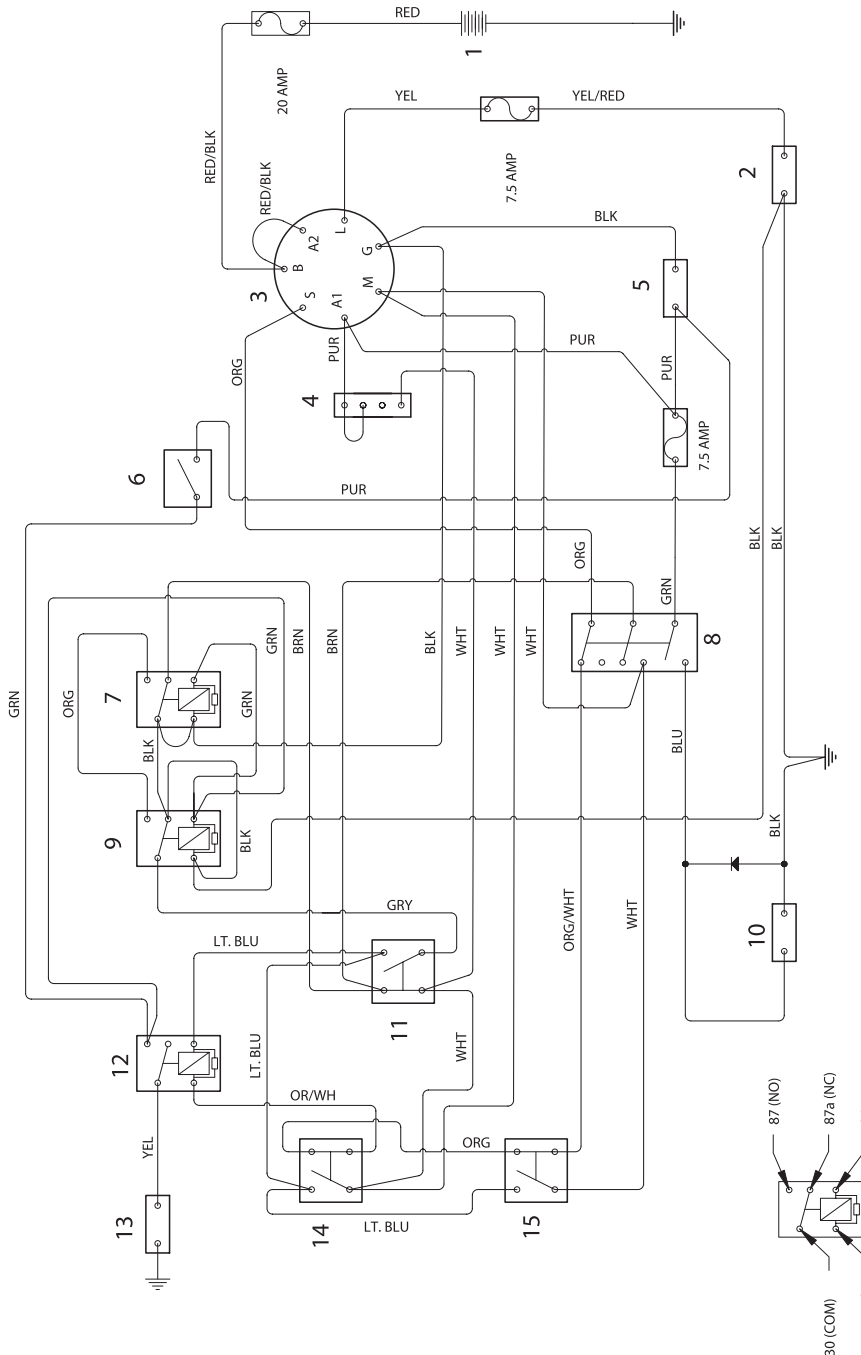 RED
1
20 AMP
YEL
YEL/RED
RED/BLK
7.5 AMP
2
RED/BLK
BLK
3
B
A2
L
S
G
A1
M
5
ORG
PUR
PUR
PUR
4
7.5 AMP
6
PUR
BLK
BLK
ORG
GRN
GRN
ORG
GRN
GRN
BRN
BRN
BLK
WHT
WHT
WHT
8
7
BLK
BLU
9
BLK
BLK
GRY
ORG/WHT
WHT
10
LT. BLU
11
12
LT. BLU
WHT
OR/WH
87 (NO)
87a (NC)
YEL
ORG
13
14
15
LT. BLU
30 (COM)